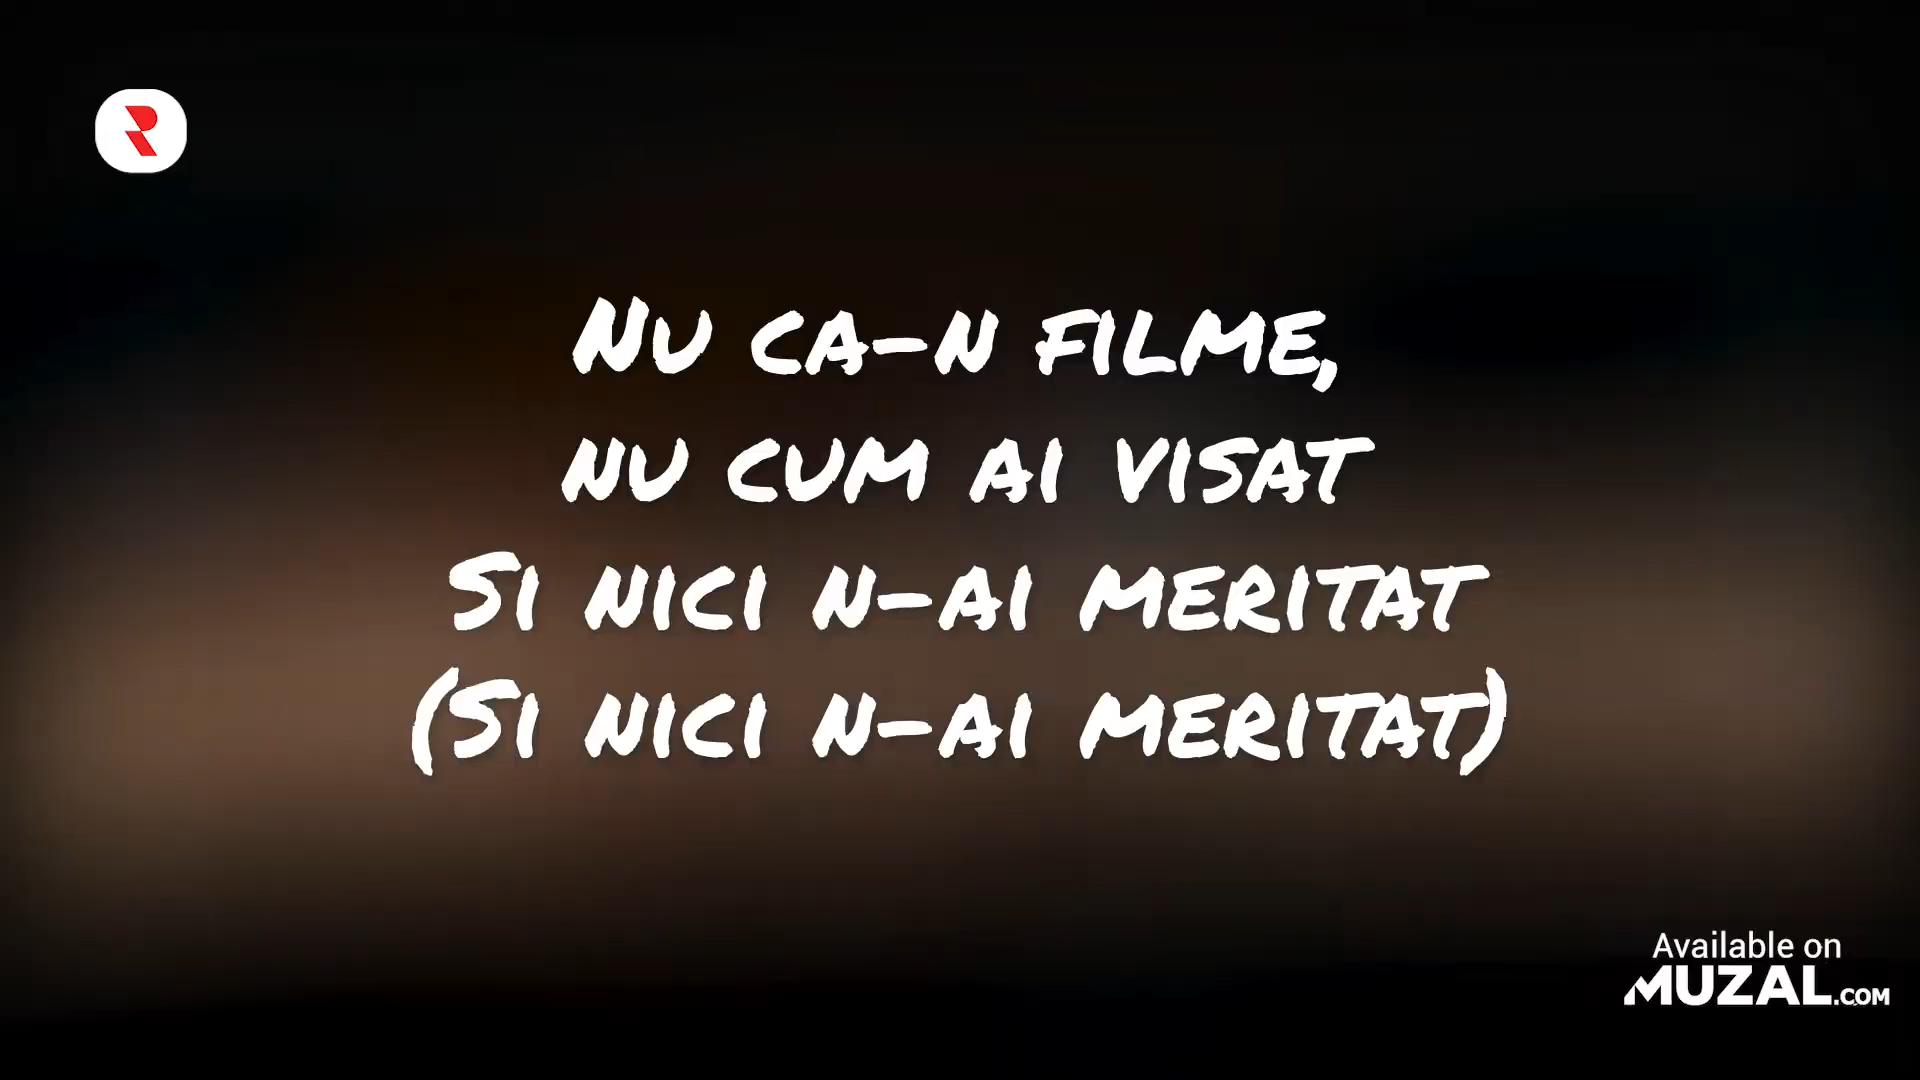 Nu ca-n filme,
nu cum ai visat
Si nici n-ai meritat
(Si nici n-ai meritat)
Available on
MUZAL.COM